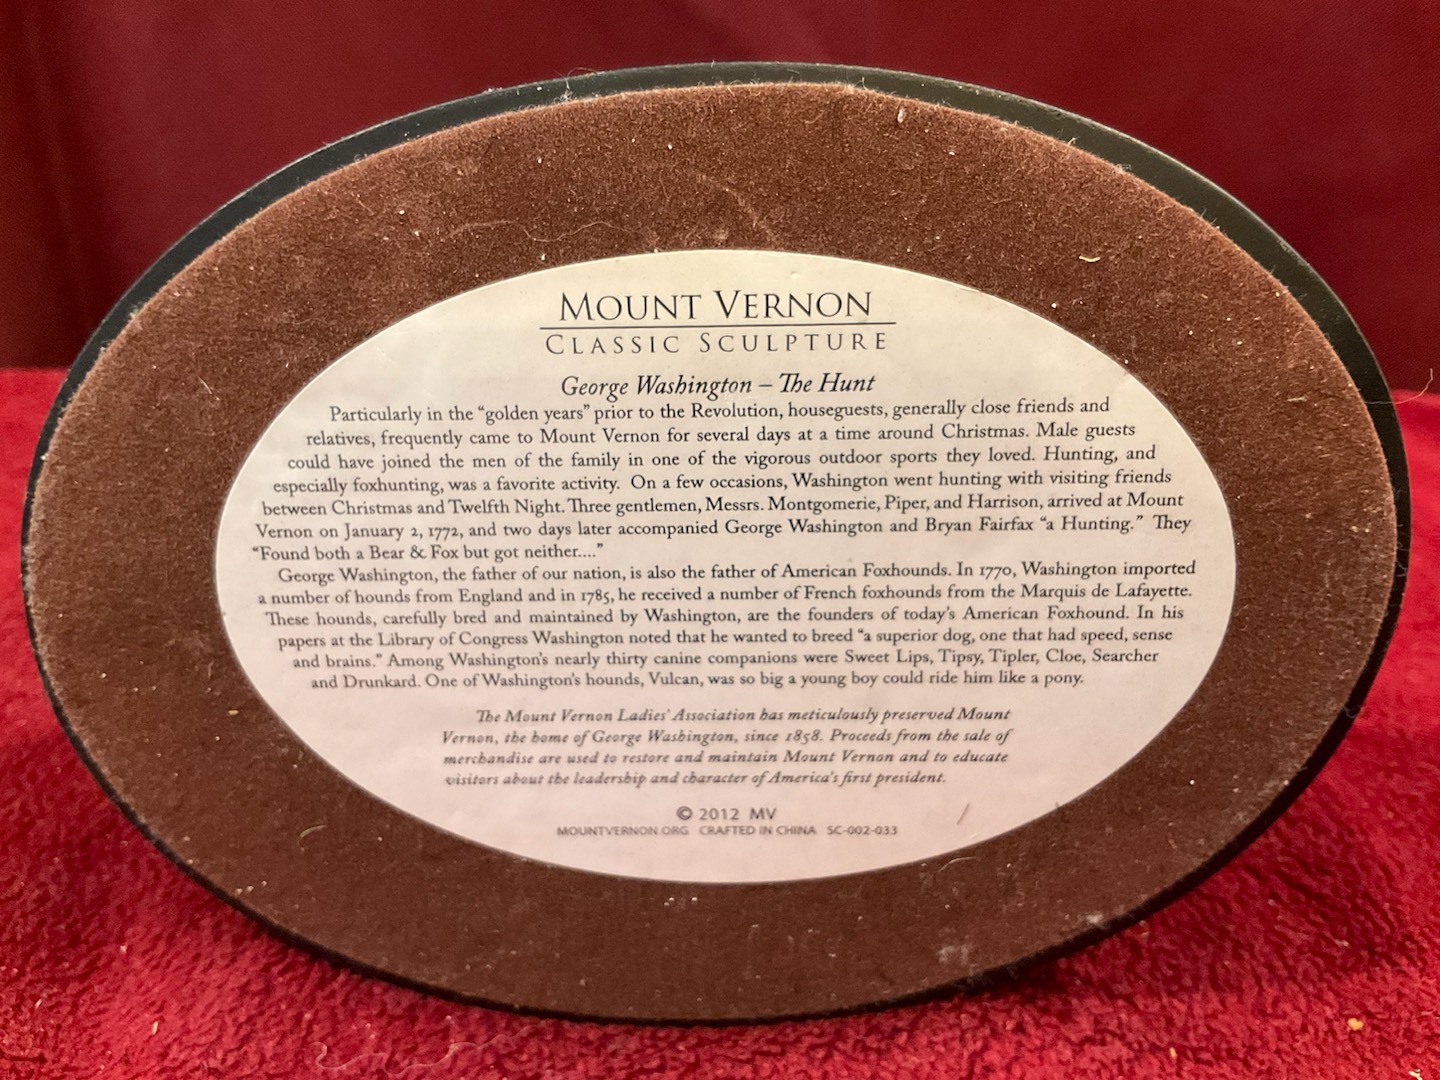 MOUNT VERNON
CLASSIC SCULPTURE
George Washington – The Hunt
Particularly in the “golden years” prior to the Revolution, houseguests, generally close friends and
relatives, frequently came to Mount Vernon for several days at a time around Christmas. Male guests
could have joined the men of the family in one of the vigorous outdoor sports they loved. Hunting, and
especially foxhunting, was a favorite activity. On a few occasions, Washington went hunting with visiting friends
between Christmas and Twelfth Night. Three gentlemen, Messrs. Montgomerie, Piper, and Harrison, arrived at Mount
Vernon on January 2, 1772, and two days later accompanied George Washington and Bryan Fairfax “a Hunting.” They
“Found both a Bear & Fox but got neither....”
George Washington, the father of our nation, is also the father of American Foxhounds. In 1770, Washington imported
a number of hounds from England and in 1785, he received a number of French foxhounds from the Marquis de Lafayette.
These hounds, carefully bred and maintained by Washington, are the founders of today's American Foxhound. In his
papers at the Library of Congress Washington noted that he wanted to breed “a superior dog, one that had speed, sense
and brains.” Among Washington's nearly thirty canine companions were Sweet Lips, Tipsy, Tipler, Cloe, Searcher
and Drunkard. One of Washington's hounds, Vulcan, was so big a young boy could ride him like a pony.
The Mount Vernon Ladies' Association has meticulously preserved Mount
Vernon, the home of George Washington, since 1858. Proceeds from the sale of
merchandise are used to restore and maintain Mount Vernon and to educate
visitors about the leadership and character of America's first president.
© 2012 MV
MOUNTVERNON.ORG CRAFTED IN CHINA SC-002-033